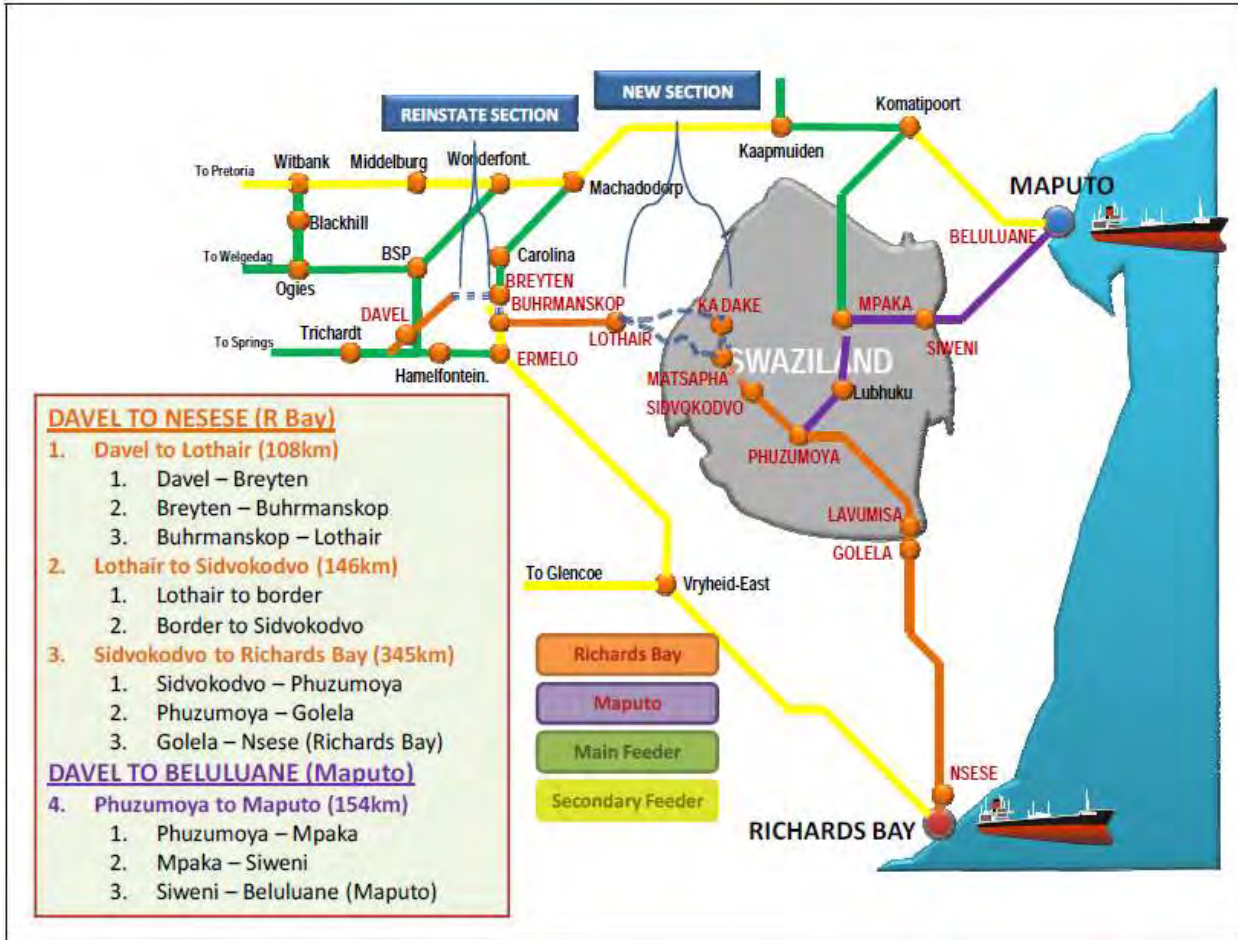 REINSTATE SECTION
NEW SECTION
Komatipoort
Kaapmuiden
To Pretoria
Witbank
Middelburg
Wonderfont.
Machadodorp
MAPUTO
BELULUANE
Blackhill
To Welgedag
Ogies
BSP
Carolina
BREYTEN
BUHRMANSKOP
DAVEL
KA DAKE
MPAKA
LOTHAIR
SIWENI
To Springs
Trichardt
Hamelfontein.
ERMELO
SWAZILAND
MATSAPHA
SIDVOKODVO
Lubhuku
PHUZUMOYA
LAVUMISA
GOLELA
To Glencoe
Vryheid-East
DAVEL TO NESESE (R Bay)
1. Davel to Lothair (108km)
1. Davel – Breyten
2. Breyten – Buhrmanskop
3. Buhrmanskop – Lothair
2. Lothair to Sidvokodvo (146km)
1. Lothair to border
2. Border to Sidvokodvo
3. Sidvokodvo to Richards Bay (345km)
1. Sidvokodvo – Phuzumoya
2. Phuzumoya – Golela
3. Golela – Nsese (Richards Bay)
DAVEL TO BELULUANE (Maputo)
4. Phuzumoya to Maputo (154km)
1. Phuzumoya – Mpaka
2. Mpaka – Siweni
3. Siweni – Beluluane (Maputo)
Richards Bay
Maputo
Main Feeder
Secondary Feeder
NSESE
RICHARDS BAY